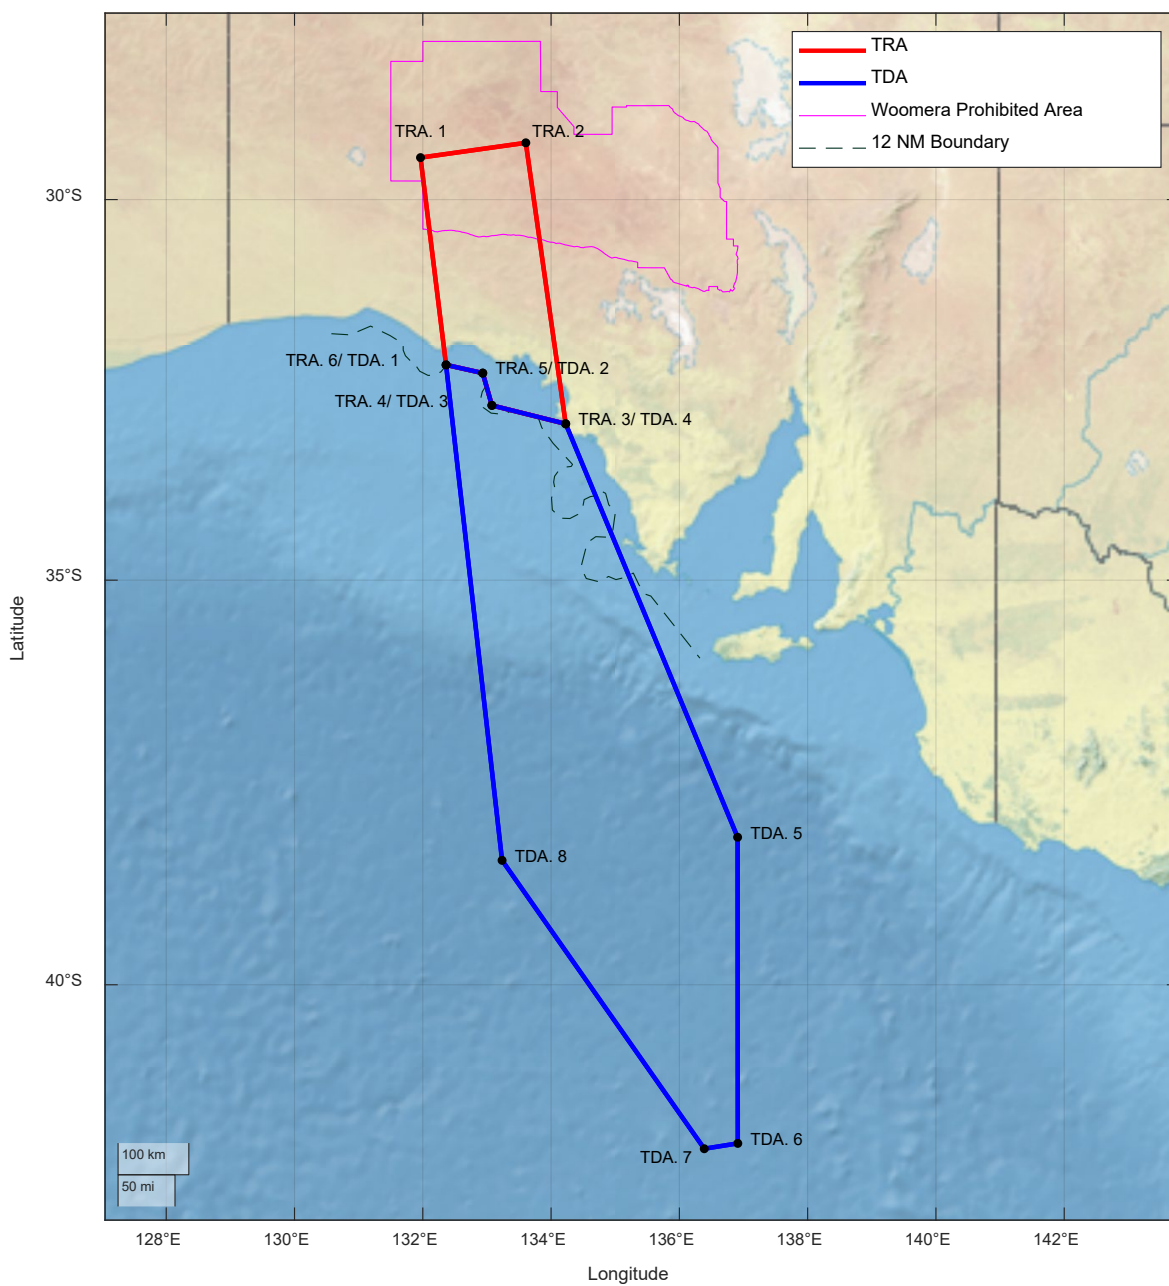 TRA
TDA
Woomera Prohibited Area
12 NM Boundary
TRA. 1
TRA. 2
30°S
TRA. 6/ TDA. 1
TRA. 5/ TDA. 2
TRA. 4/ TDA. 3
TRA. 3/ TDA. 4
35°S
Latitude
TDA. 5
TDA. 8
40°S
TDA. 6
TDA. 7
100 km
50 mi
128°E
130°E
132°E
134°E
136°E
138°E
140°E
142°E
Longitude